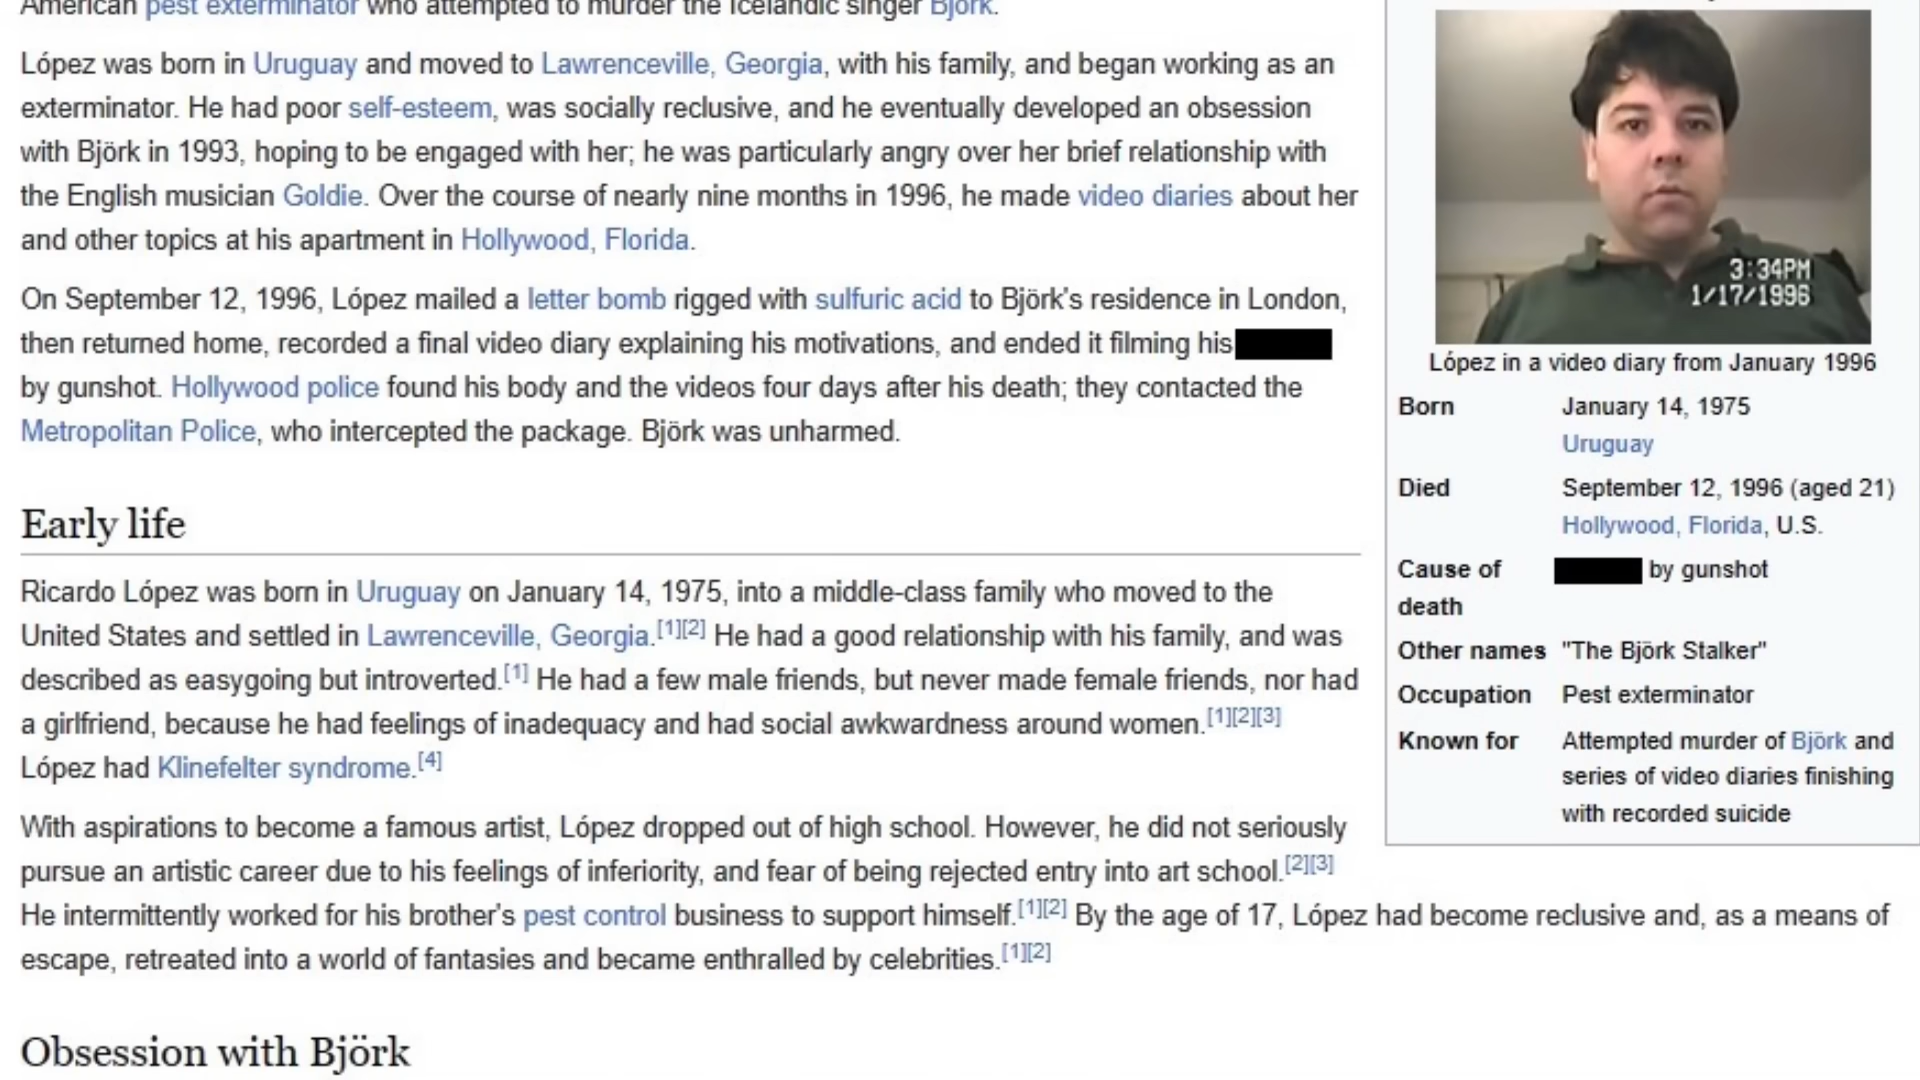 American pest exterminator who attempted to murder the Icelandic singer Björk.
López was born in Uruguay and moved to Lawrenceville, Georgia, with his family, and began working as an
exterminator. He had poor self-esteem, was socially reclusive, and he eventually developed an obsession
with Björk in 1993, hoping to be engaged with her; he was particularly angry over her brief relationship with
the English musician Goldie. Over the course of nearly nine months in 1996, he made video diaries about her
and other topics at his apartment in Hollywood, Florida.
On September 12, 1996, López mailed a letter bomb rigged with sulfuric acid to Björk's residence in London,
then returned home, recorded a final video diary explaining his motivations, and ended it filming his
by gunshot. Hollywood police found his body and the videos four days after his death; they contacted the
Metropolitan Police, who intercepted the package. Björk was unharmed.
Early life
Ricardo López was born in Uruguay on January 14, 1975, into a middle-class family who moved to the
United States and settled in Lawrenceville, Georgia.[1][2] He had a good relationship with his family, and was
described as easygoing but introverted.[1] He had a few male friends, but never made female friends, nor had
a girlfriend, because he had feelings of inadequacy and had social awkwardness around women.[1][2][3]
López had Klinefelter syndrome.[4]
With aspirations to become a famous artist, López dropped out of high school. However, he did not seriously
pursue an artistic career due to his feelings of inferiority, and fear of being rejected entry into art school.[2][3]
He intermittently worked for his brother's pest control business to support himself.[1][2] By the age of 17, López had become reclusive and, as a means of
escape, retreated into a world of fantasies and became enthralled by celebrities.[1][2]
Obsession with Björk
3:34PM
1/17/1996
López in a video diary from January 1996
Born January 14, 1975
Uruguay
Died September 12, 1996 (aged 21)
Hollywood, Florida, U.S.
Cause of by gunshot
death
Other names "The Björk Stalker"
Occupation Pest exterminator
Known for Attempted murder of Björk and
series of video diaries finishing
with recorded suicide